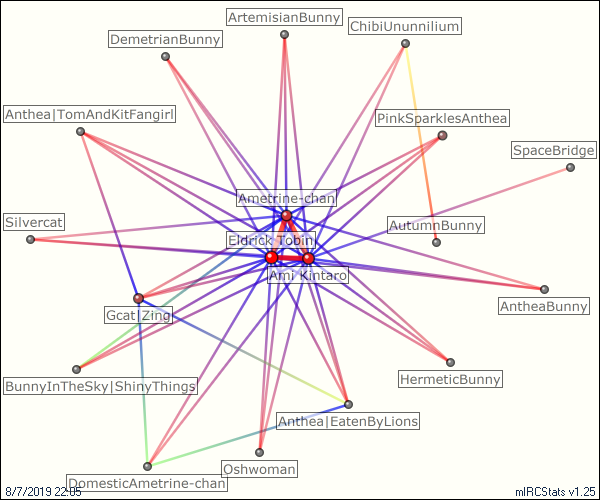 ArtemisianBunny
ChibiUnunnilium
DemetrianBunny
Anthea|TomAndKitFangirl
PinkSparklesAnthea
SpaceBridge
Ametrine-chan
Silvercat
AutumnBunny
Eldrick Tobin
Ami Kintaro
AntheaBunny
Gcat|Zing
HermeticBunny
BunnyInTheSky|ShinyThings
Anthea|EatenByLions
Oshwoman
DomesticAmetrine-chan
8/7/2019 22:05
mIRCStats v1.25